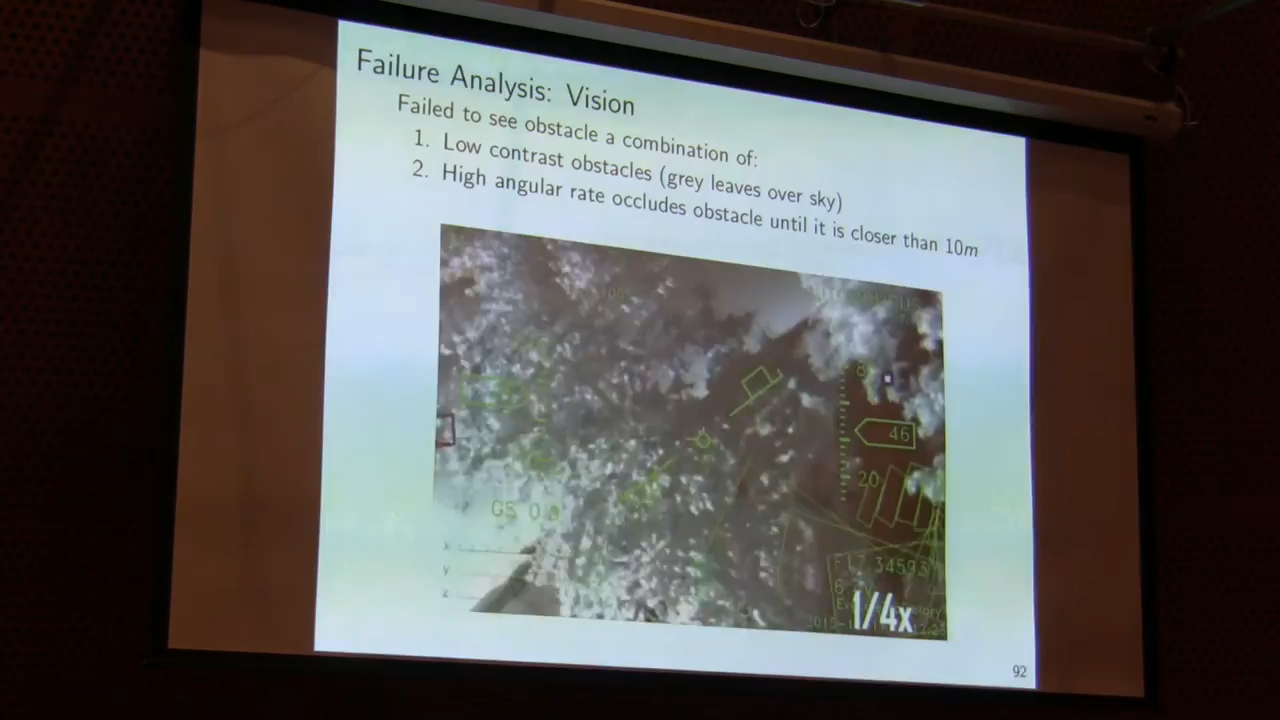 Failure Analysis: Vision
Failed to see obstacle a combination of:
1. Low contrast obstacles (grey leaves over sky)
2. High angular rate occludes obstacle until it is closer than 10m
46
20
GS 0.
1/4x
92